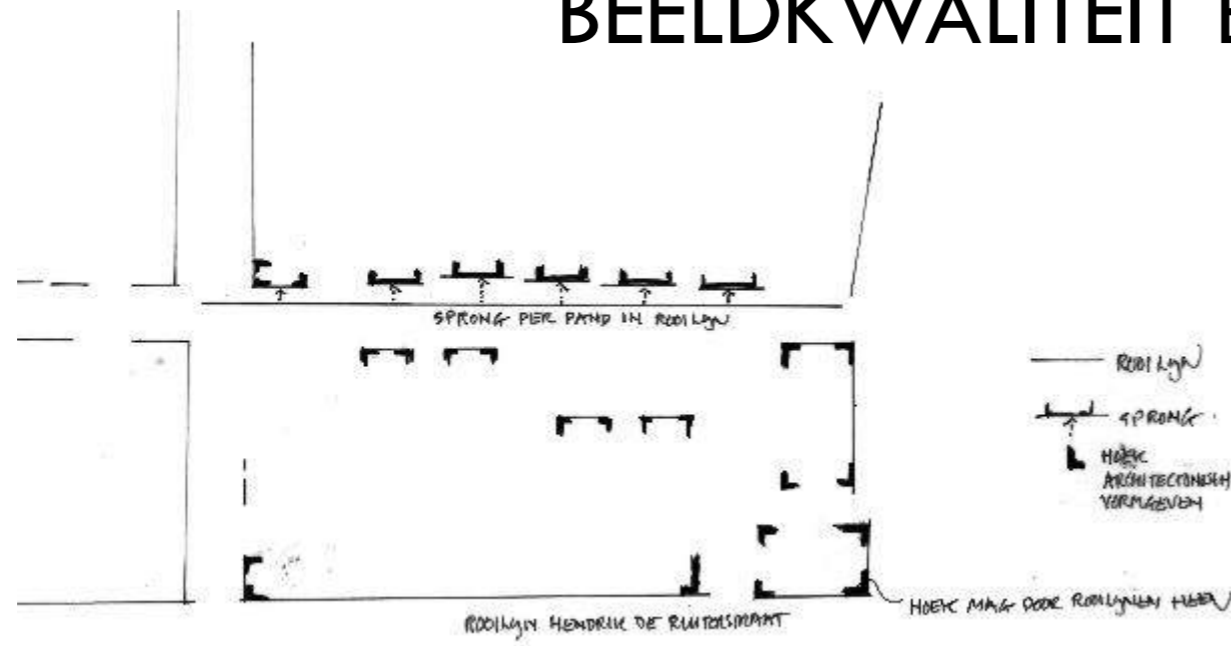 BEELDKWALITEIT
SPRONG PER PAND IN ROOILIJN
ROOILIJN
SPRONG
HOEK
ARCHITECTONISCH
VORMGEVEN
HOEK MAG DOOR ROOILIJNEN HEEN
ROOILIJN HENDRIK DE RUITERSTRAAT